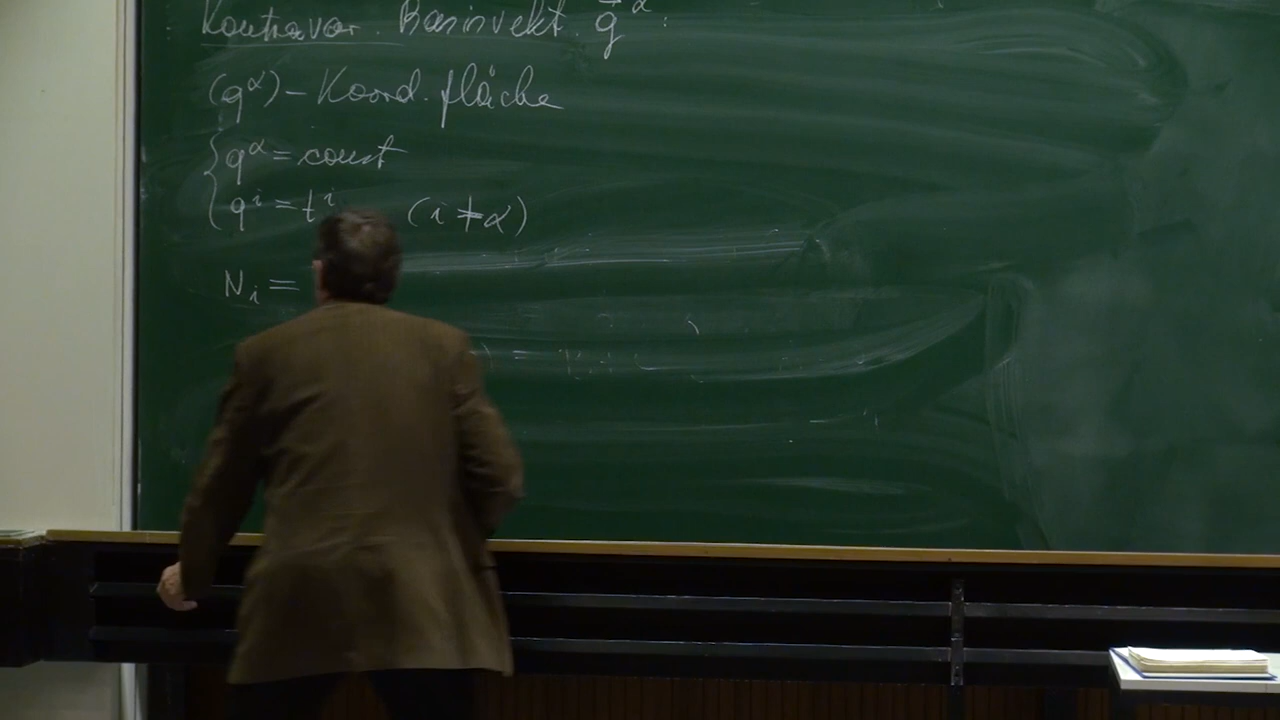 Kontravar. Basisvekt. g⃗^α:
(q^α) – Koord.fläche
{ q^α = const
{ q^i = t^i (i ≠ α)
N_i =